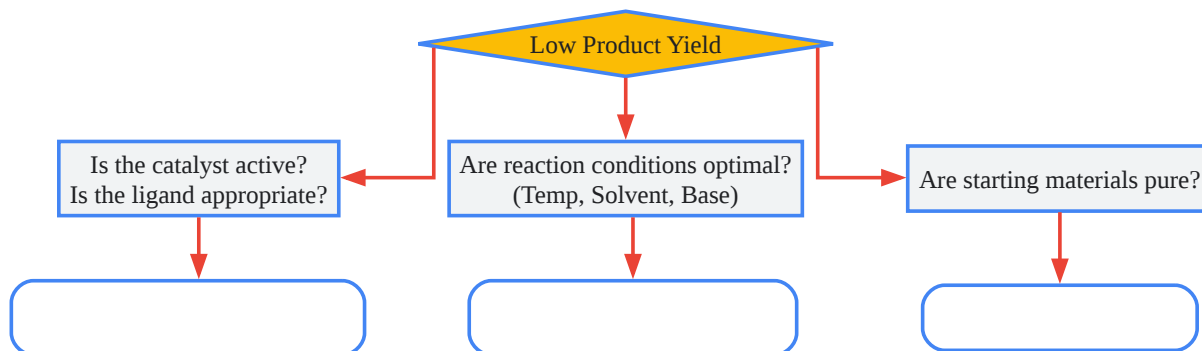 Low Product Yield
Is the catalyst active?
Is the ligand appropriate?
Are reaction conditions optimal?
(Temp, Solvent, Base)
Are starting materials pure?